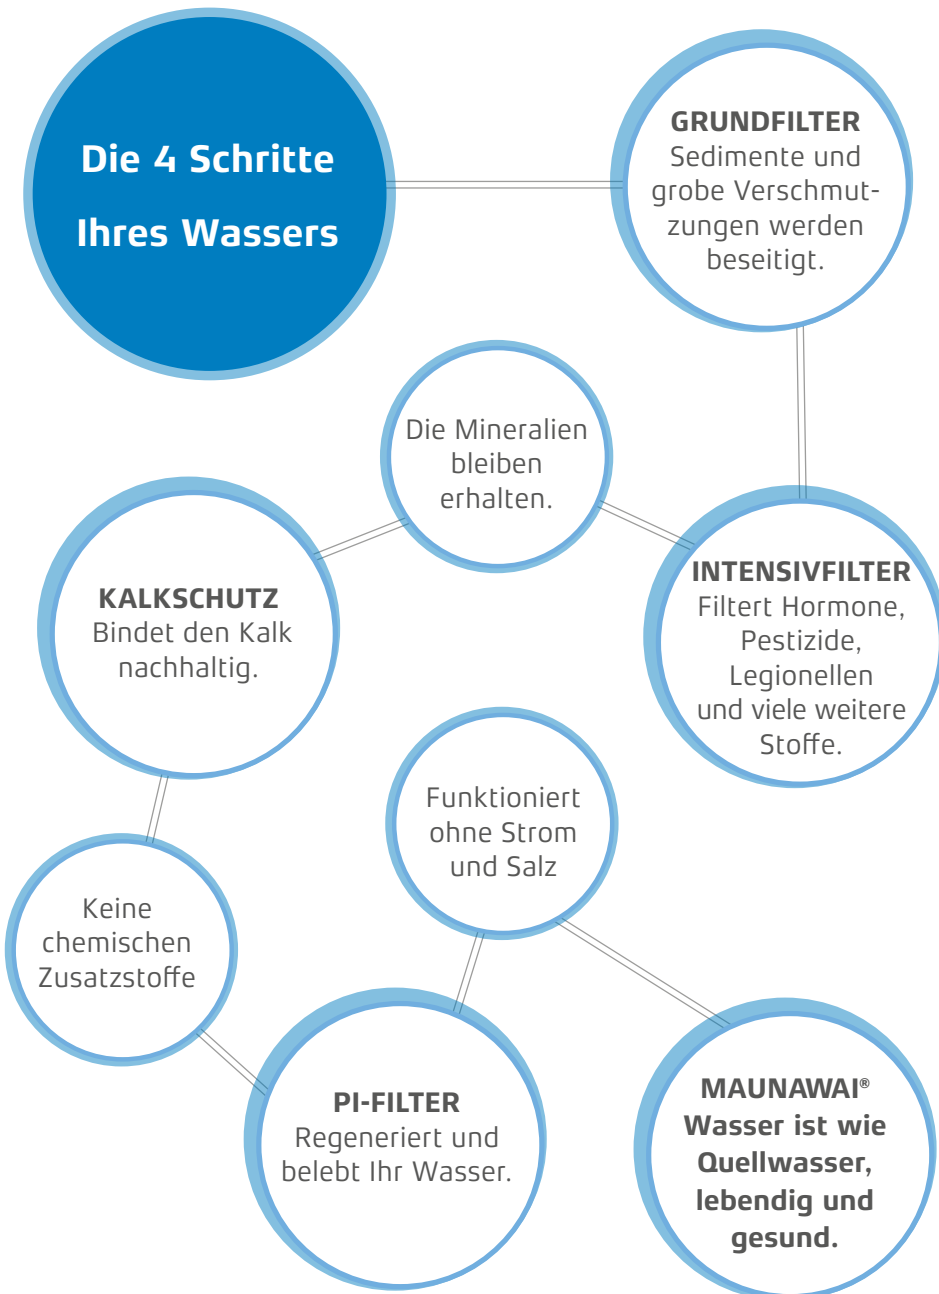 Die 4 Schritte
Ihres Wassers
GRUNDFILTER
Sedimente und
grobe Verschmut-
zungen werden
beseitigt.
INTENSIVFILTER
Filtert Hormone,
Pestizide,
Legionellen
und viele weitere
Stoffe.
Die Mineralien
bleiben
erhalten.
KALKSCHUTZ
Bindet den Kalk
nachhaltig.
Keine
chemischen
Zusatzstoffe
PI-FILTER
Regeneriert und
belebt Ihr Wasser.
Funktioniert
ohne Strom
und Salz
MAUNAWAI®
Wasser ist wie
Quellwasser,
lebendig und
gesund.